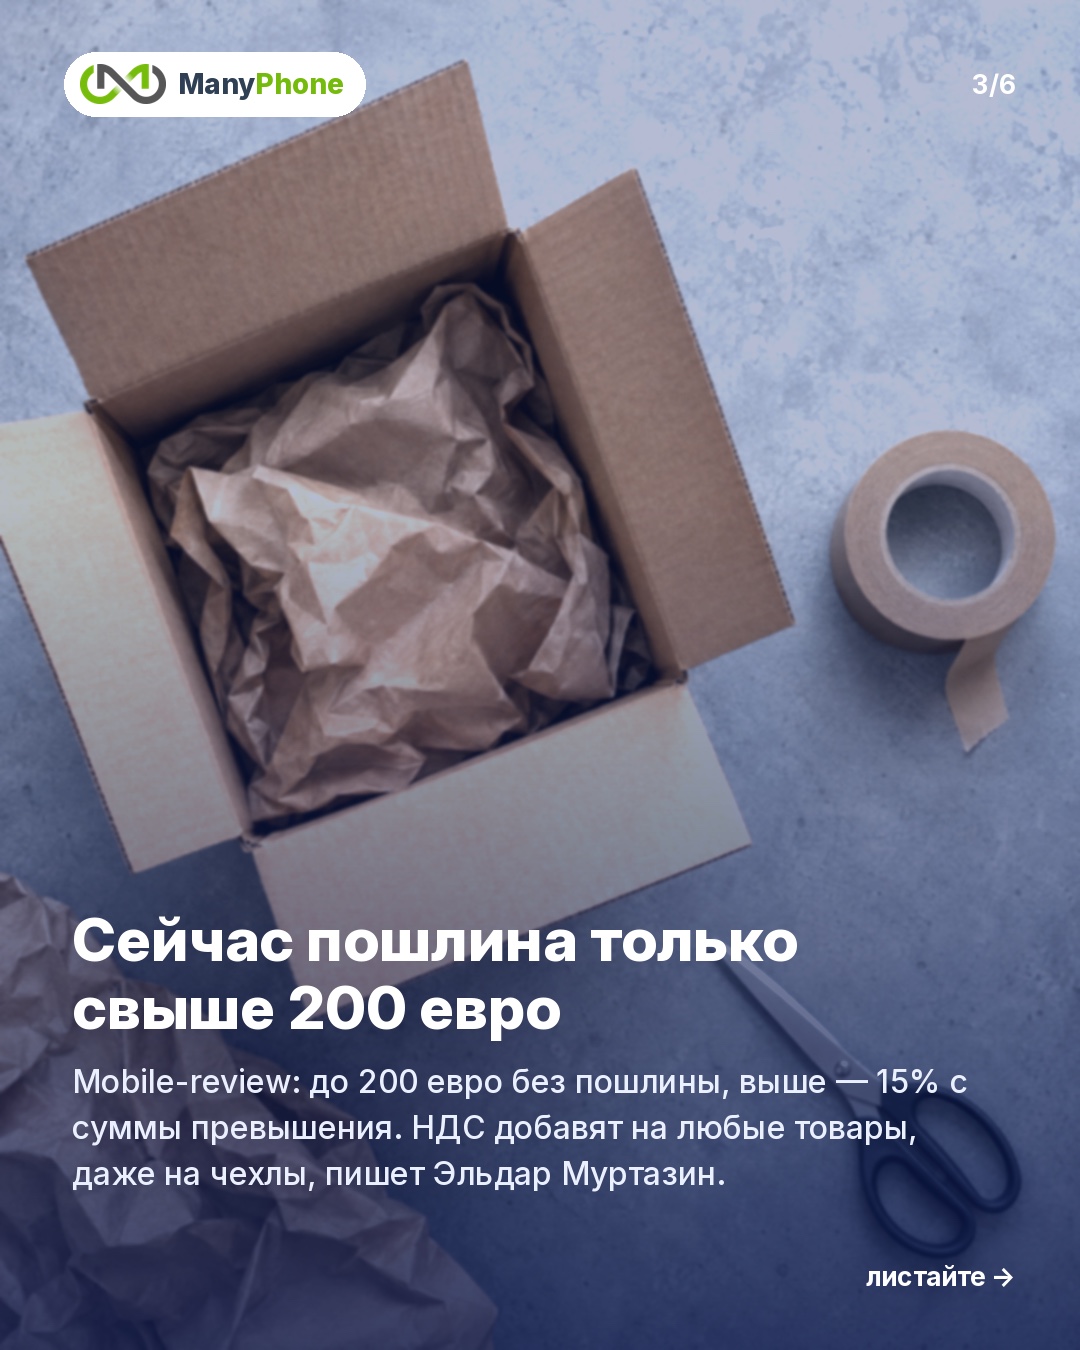 ManyPhone
3/6
Сейчас пошлина только
свыше 200 евро
Mobile-review: до 200 евро без пошлины, выше — 15% с
суммы превышения. НДС добавят на любые товары,
даже на чехлы, пишет Эльдар Муртазин.
листайте →